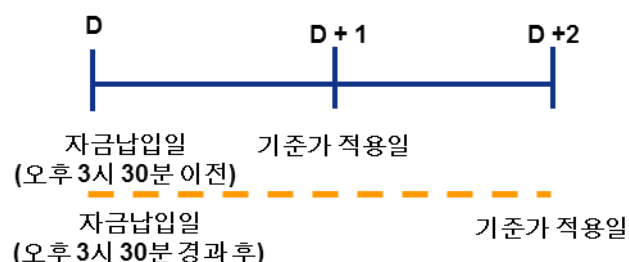 D D + 1 D +2
자금납입일 기준가 적용일
(오후 3시 30분 이전)
자금납입일 기준가 적용일
(오후 3시 30분 경과 후)